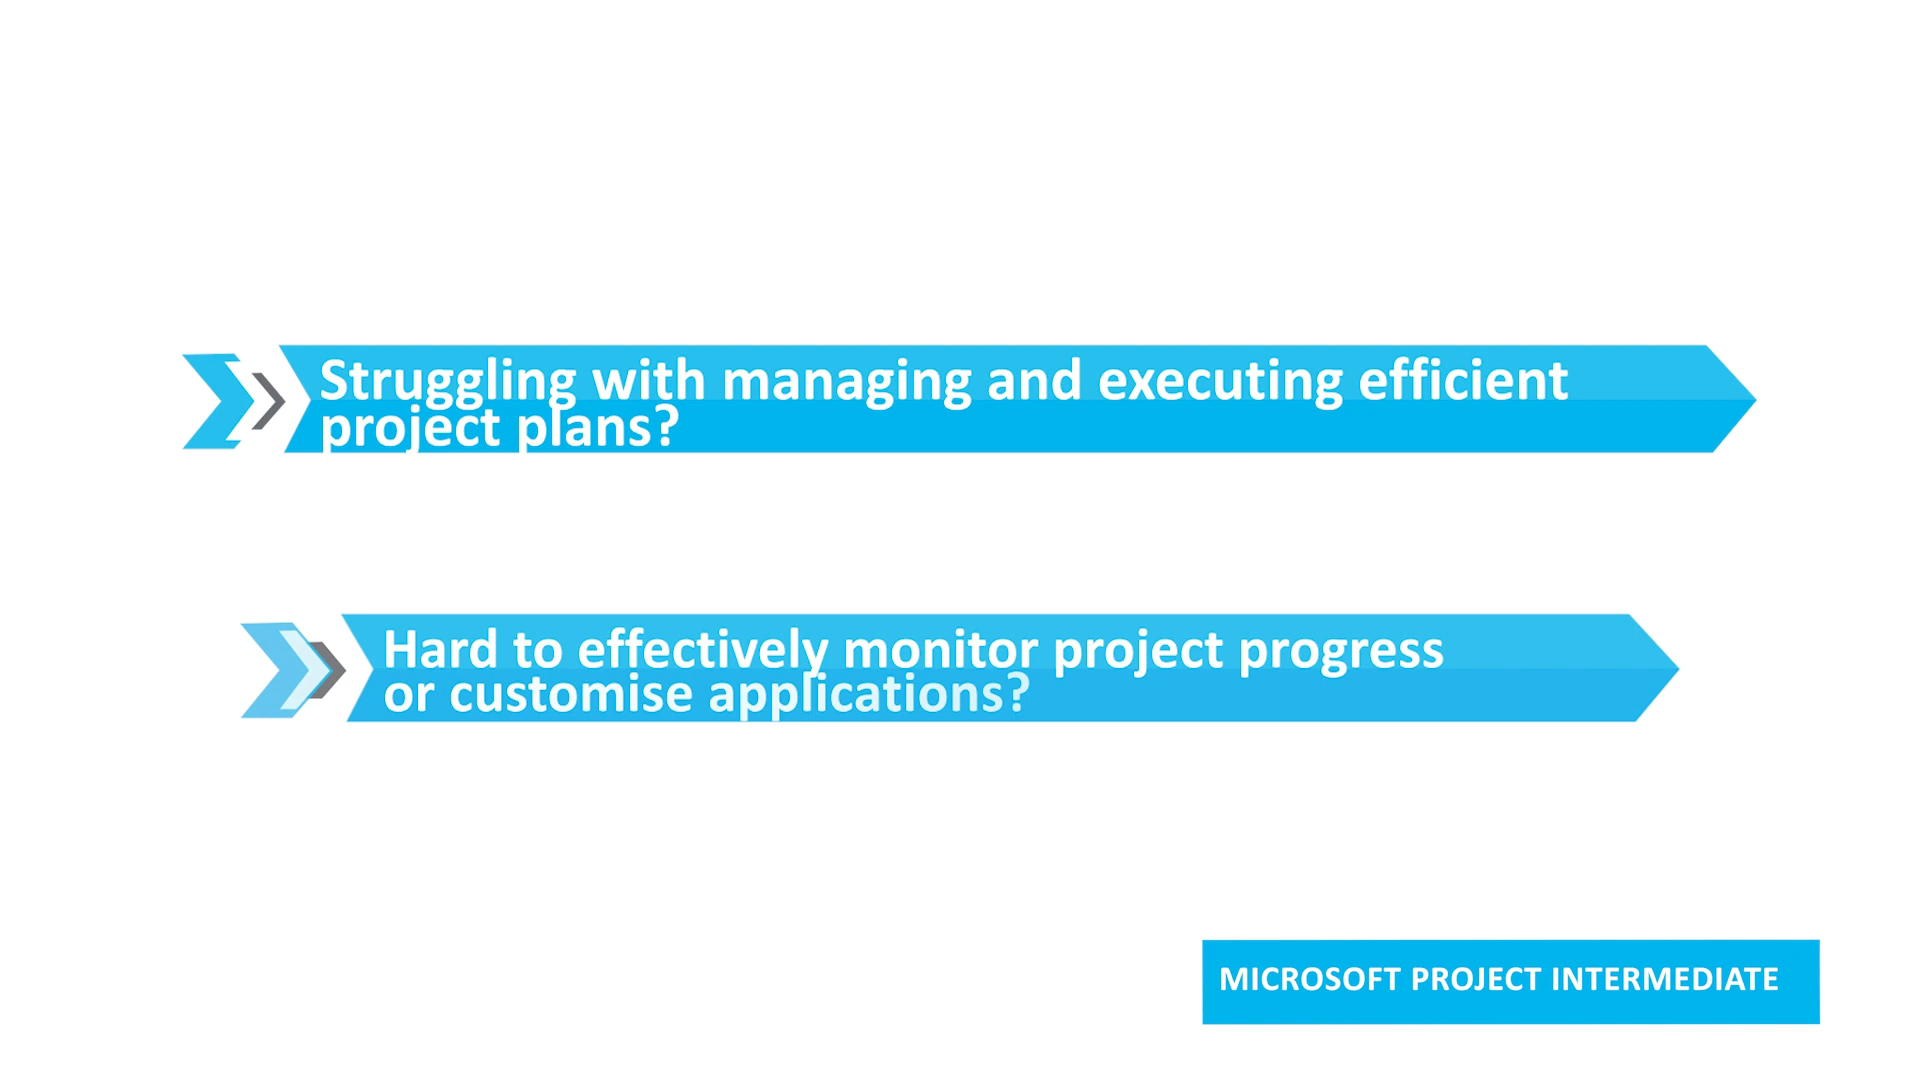 Struggling with managing and executing efficient
project plans?
Hard to effectively monitor project progress
or customise applications?
MICROSOFT PROJECT INTERMEDIATE